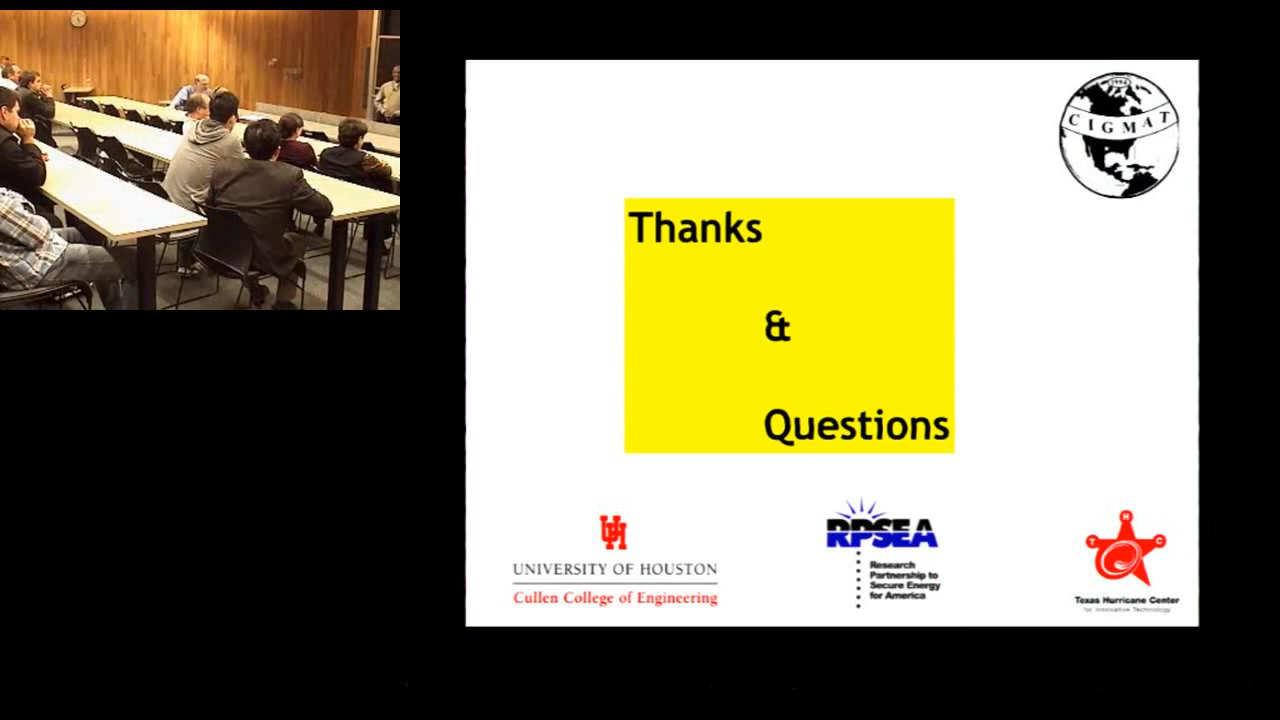 1984
CIGMAT
Thanks
&
Questions
UH
UNIVERSITY OF HOUSTON
Cullen College of Engineering
RPSEA
Research
Partnership to
Secure Energy
for America
H
T C
Texas Hurricane Center
for Innovative Technology